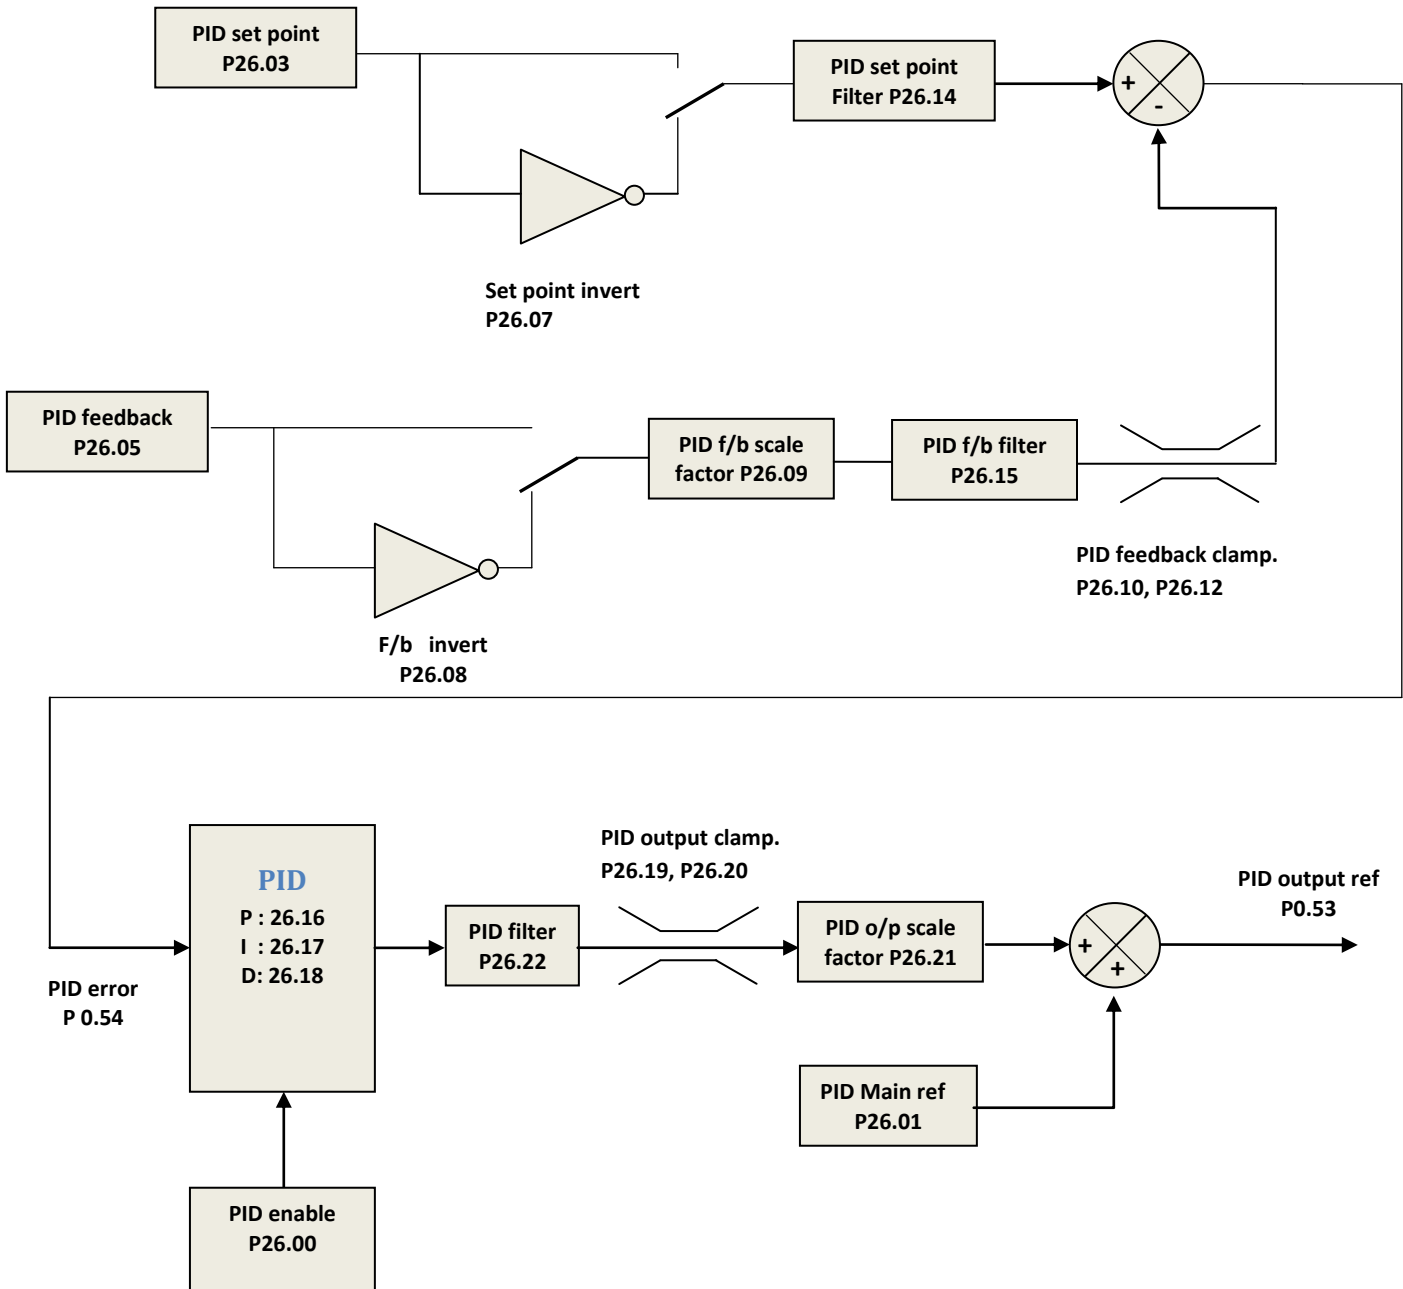 PID set point
P26.03
PID set point
Filter P26.14
+
-
Set point invert
P26.07
PID feedback
P26.05
PID f/b scale
factor P26.09
PID f/b filter
P26.15
PID feedback clamp.
P26.10, P26.12
F/b invert
P26.08
PID
P : 26.16
I : 26.17
D: 26.18
PID error
P 0.54
PID filter
P26.22
PID output clamp.
P26.19, P26.20
PID o/p scale
factor P26.21
+
+
PID output ref
P0.53
PID Main ref
P26.01
PID enable
P26.00